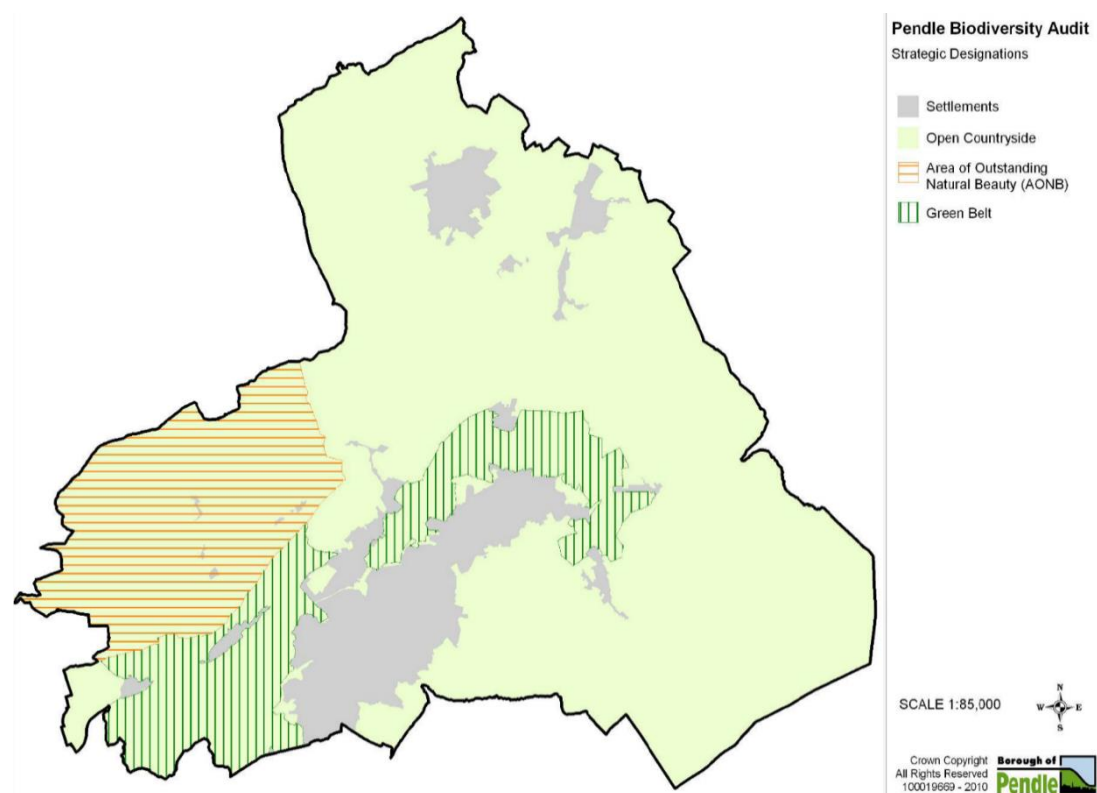 Pendle Biodiversity Audit
Strategic Designations
Settlements
Open Countryside
Area of Outstanding
Natural Beauty (AONB)
Green Belt
SCALE 1:85,000
N
W E
S
Crown Copyright
All Rights Reserved
100019669 - 2010
Borough of
Pendle